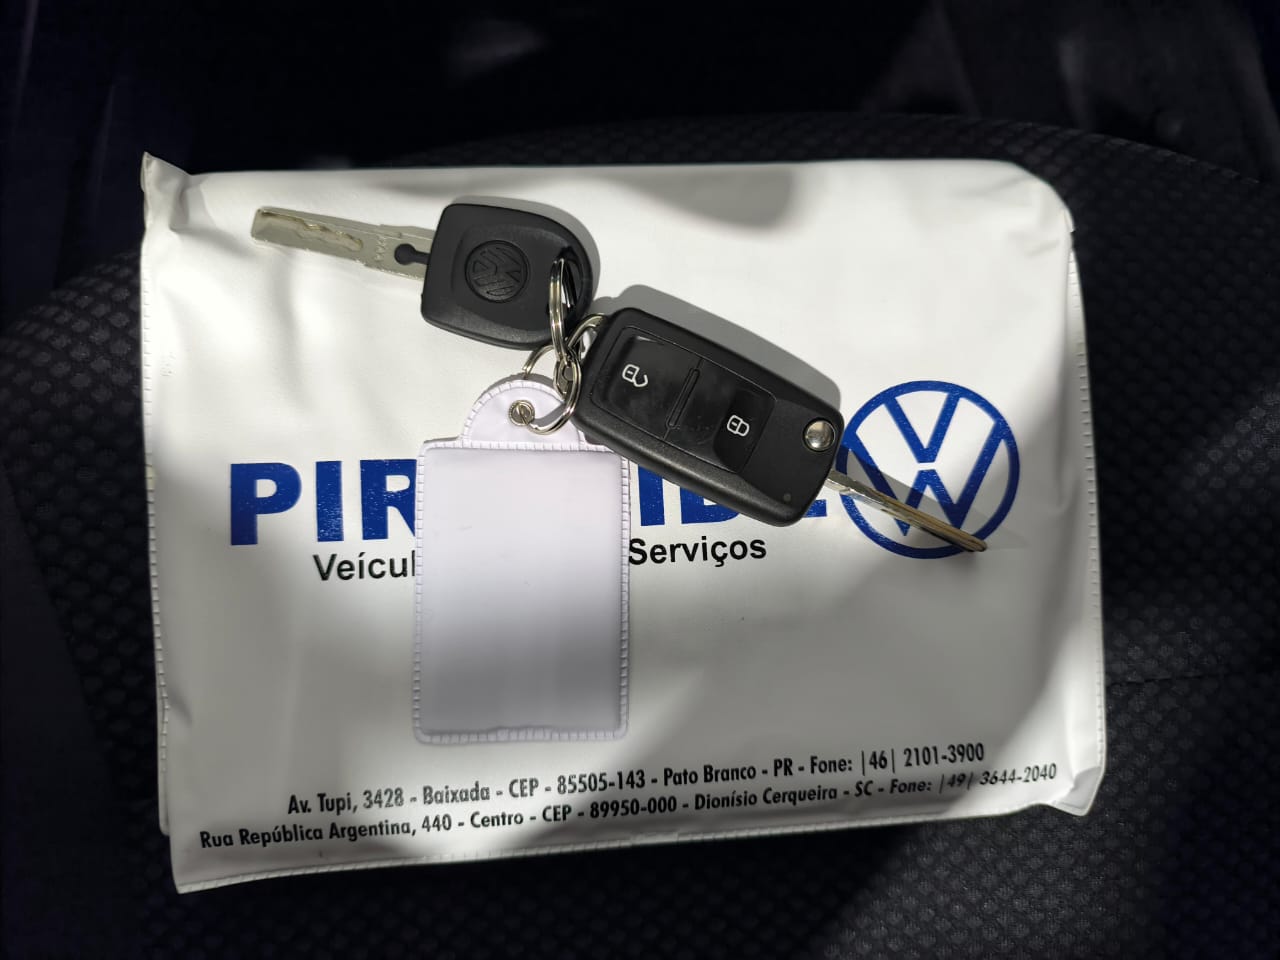 PIR
Veícul Serviços
Av. Tupi, 3428 - Baixada - CEP - 85505-143 - Pato Branco - PR - Fone: |46| 2101-3900
Rua República Argentina, 440 - Centro - CEP - 89950-000 - Dionísio Cerqueira - SC - Fone: |49| 3644-2040